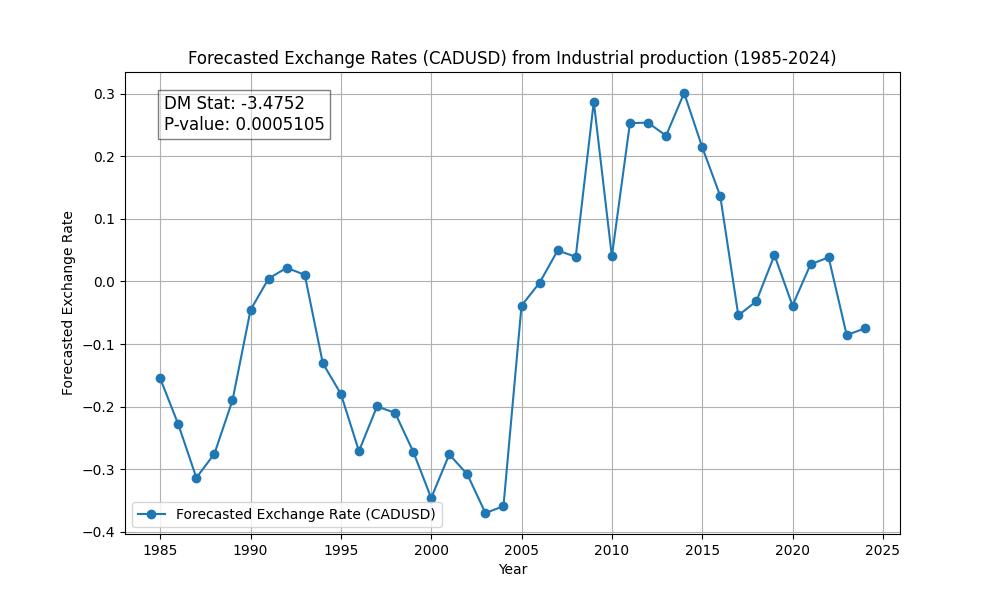 Forecasted Exchange Rates (CADUSD) from Industrial production (1985-2024)
DM Stat: -3.4752
P-value: 0.0005105
Forecasted Exchange Rate
0.3
0.2
0.1
0.0
−0.1
−0.2
−0.3
−0.4
Forecasted Exchange Rate (CADUSD)
1985 1990 1995 2000 2005 2010 2015 2020 2025
Year